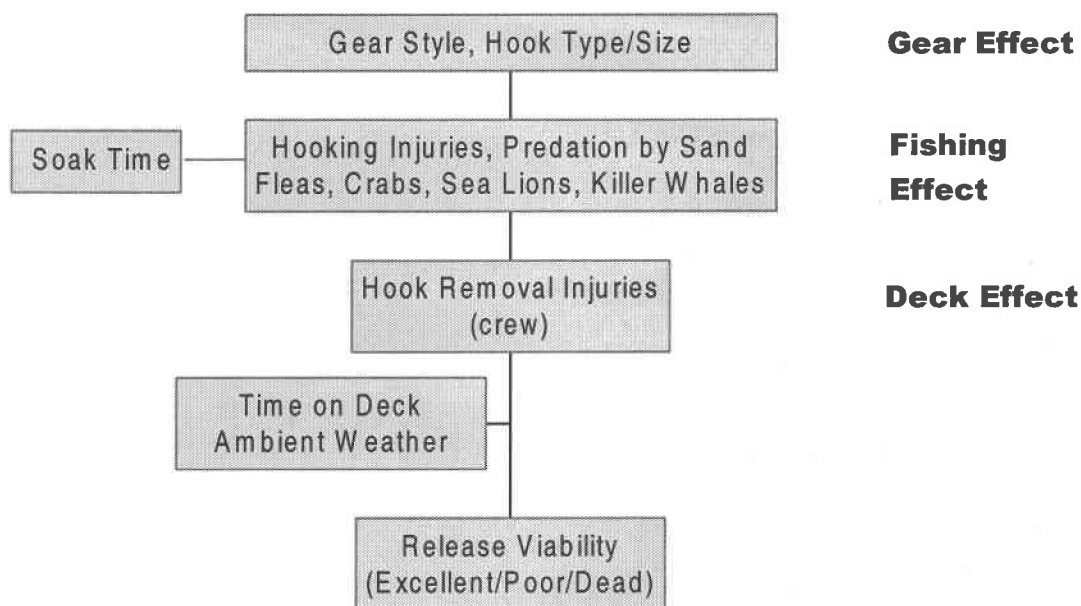 Gear Style, Hook Type/Size
Gear Effect
Soak Time
Hooking Injuries, Predation by Sand
Fleas, Crabs, Sea Lions, Killer Whales
Fishing
Effect
Hook Removal Injuries
(crew)
Deck Effect
Time on Deck
Ambient Weather
Release Viability
(Excellent/Poor/Dead)